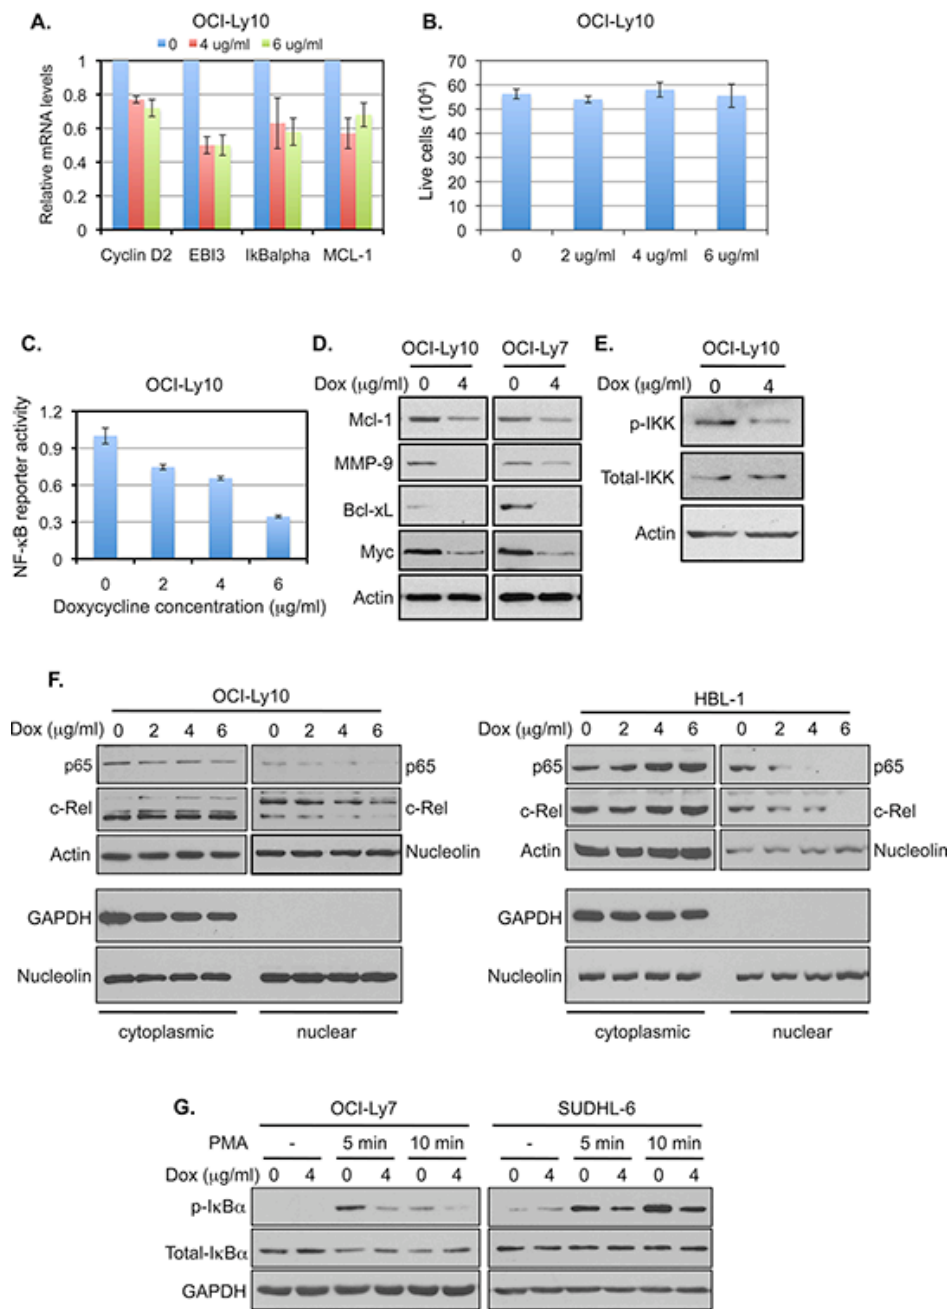 A.
OCI-Ly10
0 4 ug/ml 6 ug/ml
Relative mRNA levels
1
0.8
0.6
0.4
0.2
0
Cyclin D2 EBI3 IkBalpha MCL-1
B.
OCI-Ly10
Live cells (10⁴)
70
60
50
40
30
20
10
0
0 2 ug/ml 4 ug/ml 6 ug/ml
C.
OCI-Ly10
NF-κB reporter activity
1.2
0.9
0.6
0.3
0
0 2 4 6
Doxycycline concentration (μg/ml)
D.
OCI-Ly10 OCI-Ly7
Dox (μg/ml) 0 4 0 4
Mcl-1
MMP-9
Bcl-xL
Myc
Actin
E.
OCI-Ly10
Dox (μg/ml) 0 4
p-IKK
Total-IKK
Actin
F.
OCI-Ly10
Dox (μg/ml) 0 2 4 6 0 2 4 6
p65 p65
c-Rel c-Rel
Actin Nucleolin
GAPDH
Nucleolin
cytoplasmic nuclear
HBL-1
Dox (μg/ml) 0 2 4 6 0 2 4 6
p65 p65
c-Rel c-Rel
Actin Nucleolin
GAPDH
Nucleolin
cytoplasmic nuclear
G.
OCI-Ly7 SUDHL-6
PMA - 5 min 10 min - 5 min 10 min
Dox (μg/ml) 0 4 0 4 0 4 0 4 0 4 0 4
p-IκBα
Total-IκBα
GAPDH